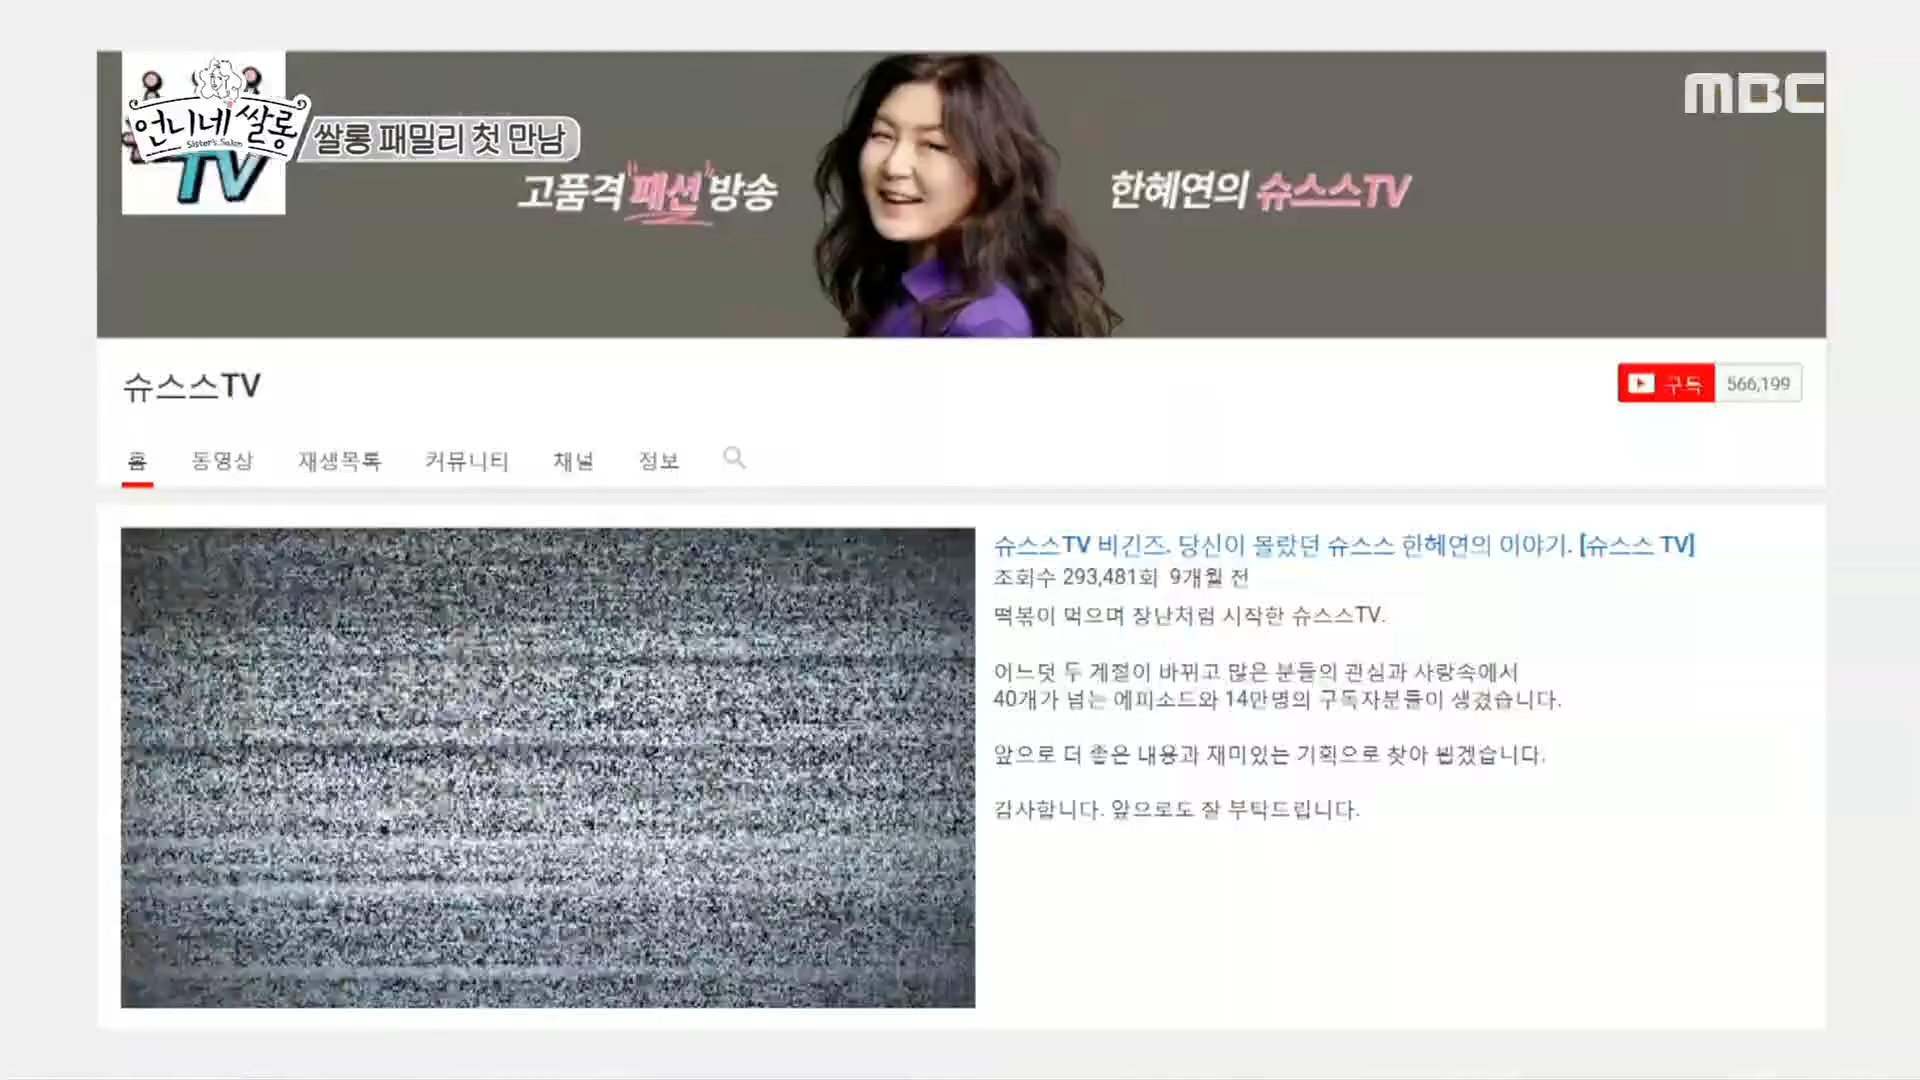 언니네 쌀롱
Sister's Salon
TV
쌀롱 패밀리 첫 만남
MBC
고품격 "패션" 방송
한혜연의 슈스스TV
슈스스TV
구독 566,199
홈 동영상 재생목록 커뮤니티 채널 정보
슈스스TV 비긴즈. 당신이 몰랐던 슈스스 한혜연의 이야기. [슈스스 TV]
조회수 293,481회 9개월 전
떡볶이 먹으며 장난처럼 시작한 슈스스TV.
어느덧 두 계절이 바뀌고 많은 분들의 관심과 사랑속에서
40개가 넘는 에피소드와 14만명의 구독자분들이 생겼습니다.
앞으로 더 좋은 내용과 재미있는 기획으로 찾아 뵙겠습니다.
감사합니다. 앞으로도 잘 부탁드립니다.